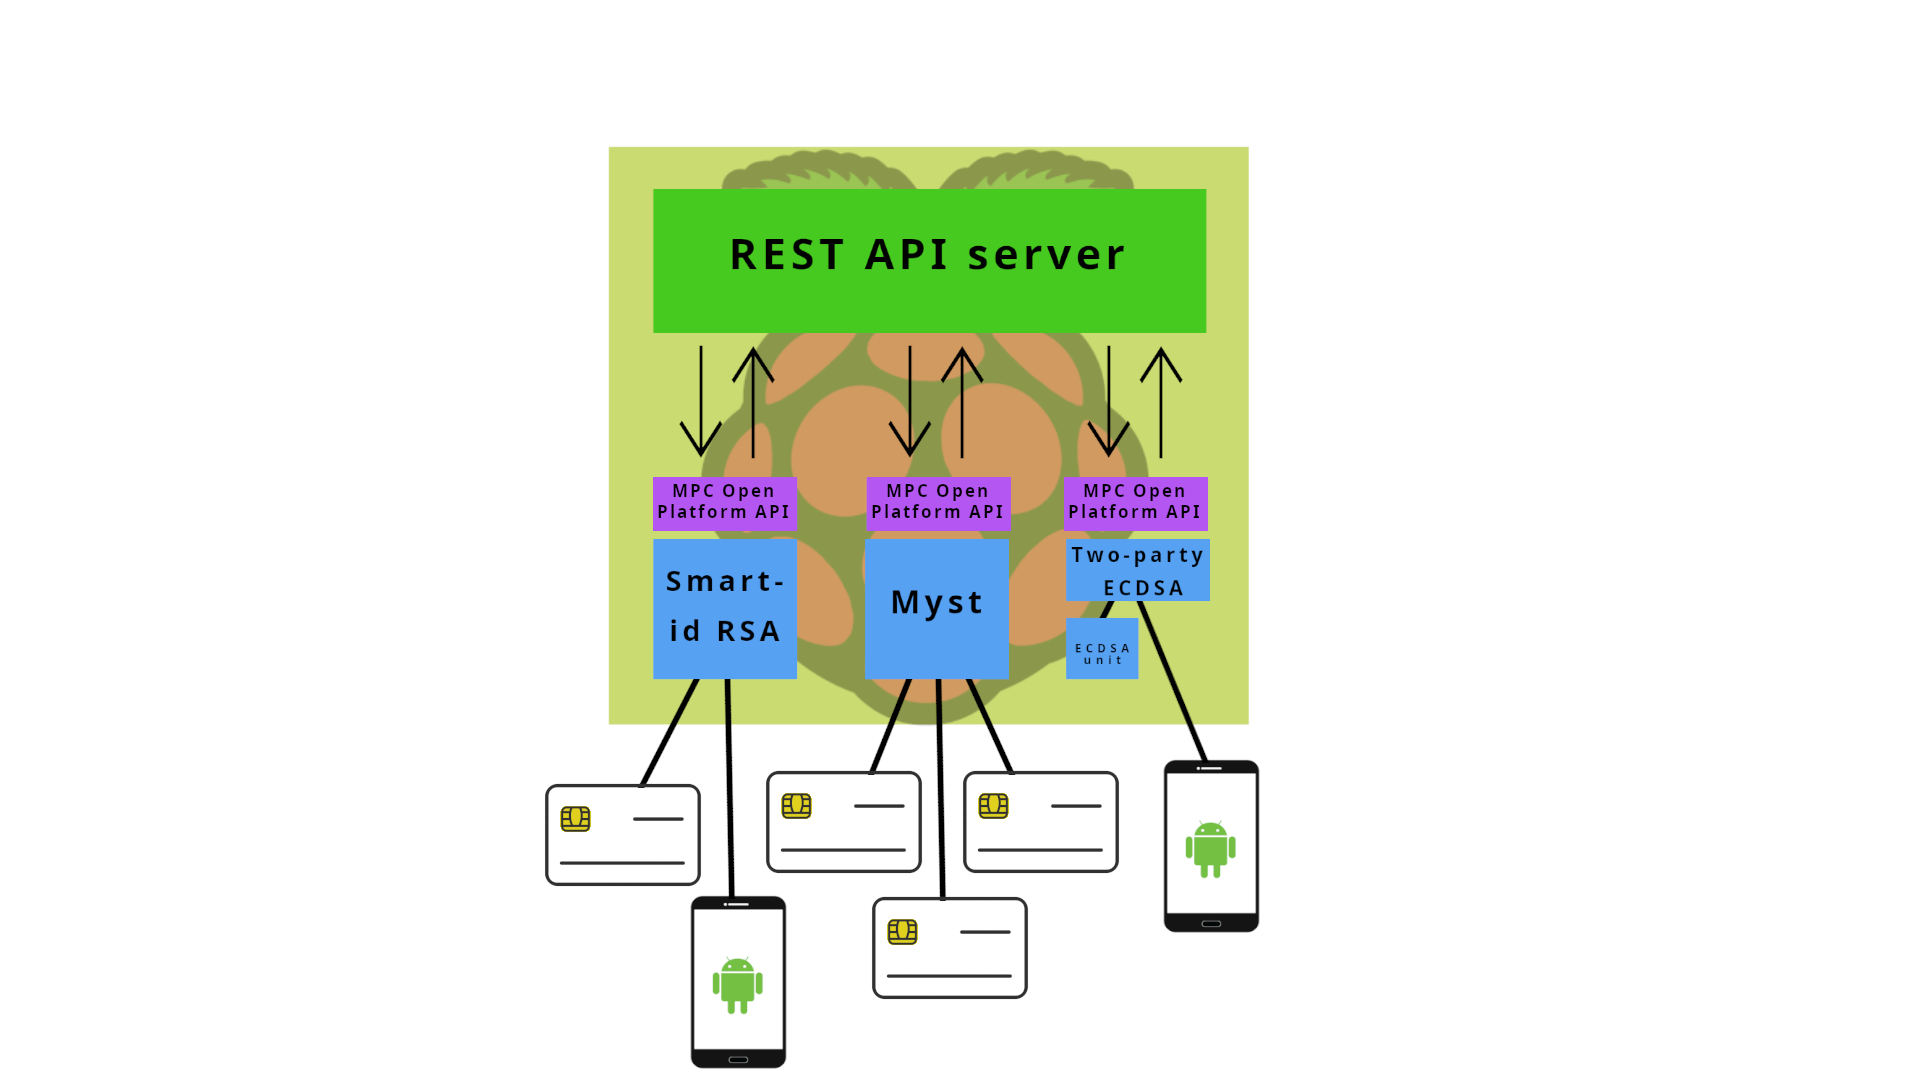 REST API server
MPC Open
Platform API
MPC Open
Platform API
MPC Open
Platform API
Smart-
id RSA
Myst
Two-party
ECDSA
ECDSA
unit